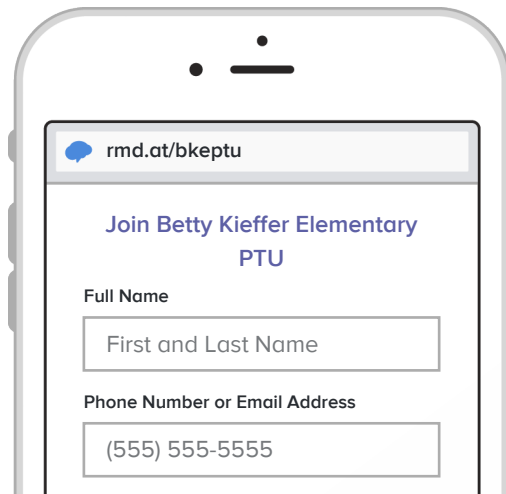 rmd.at/bkeptu
Join Betty Kieffer Elementary
PTU
Full Name
First and Last Name
Phone Number or Email Address
(555) 555-5555